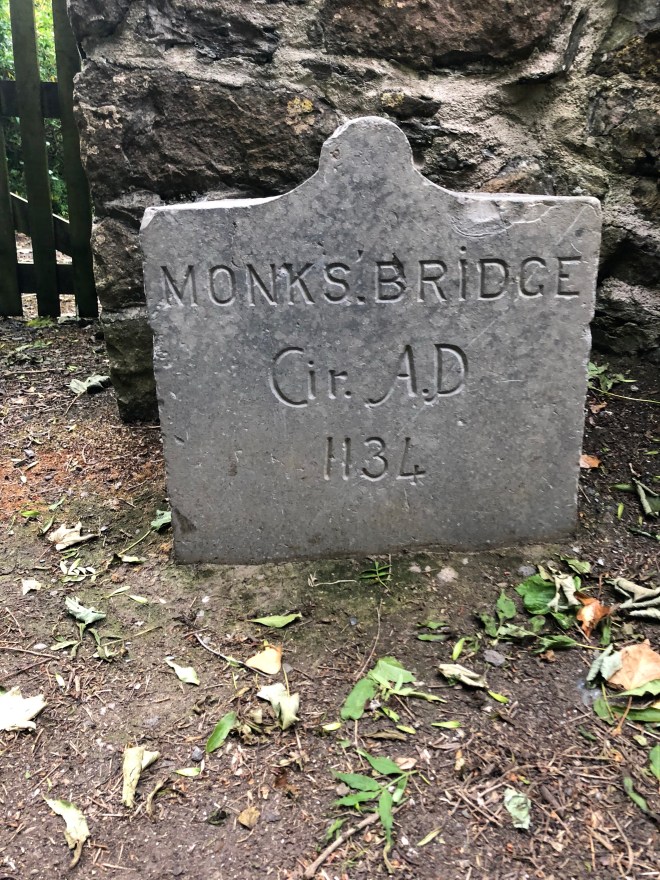 MONKS. BRIDGE
Cir. A.D
1134